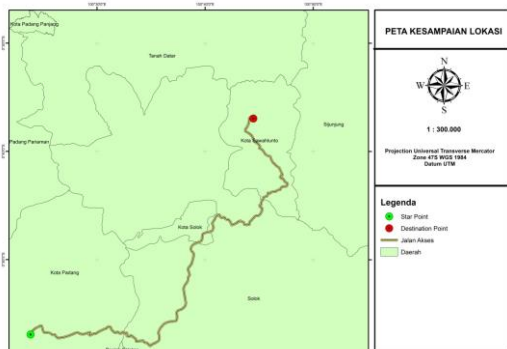 PETA KESAMPAIAN LOKASI
N
W
E
S
1 : 300.000
Projection Universal Transverse Mercator
Zone 47S WGS 1984
Datum UTM
Legenda
Star Point
Destination Point
Jalan Akses
Daerah
Kota Padang Panjang
Tanah Datar
Sijunjung
Kota Sawahlunto
Padang Pariaman
Kota Solok
Kota Padang
Solok